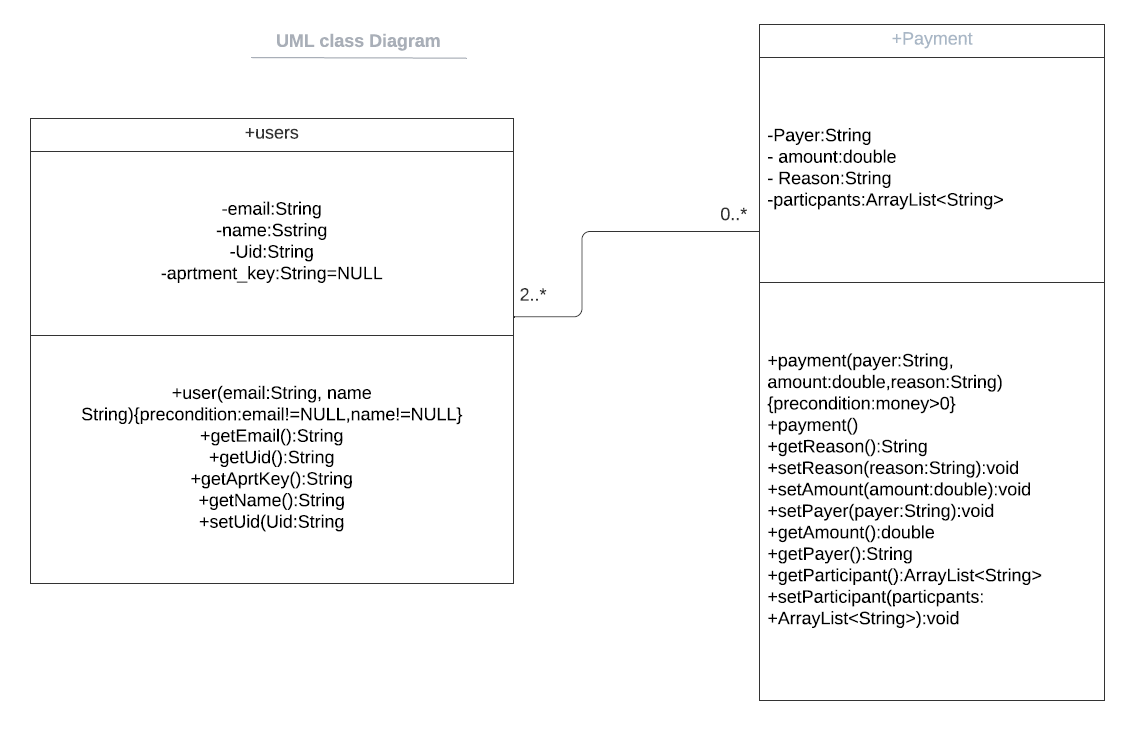 UML class Diagram
+users
-email:String
-name:Sstring
-Uid:String
-aprtment_key:String=NULL
+user(email:String, name
String){precondition:email!=NULL,name!=NULL}
+getEmail():String
+getUid():String
+getAprtKey():String
+getName():String
+setUid(Uid:String
2..*
0..*
+Payment
-Payer:String
- amount:double
- Reason:String
-particpants:ArrayList<String>
+payment(payer:String,
amount:double,reason:String)
{precondition:money>0}
+payment()
+getReason():String
+setReason(reason:String):void
+setAmount(amount:double):void
+setPayer(payer:String):void
+getAmount():double
+getPayer():String
+getParticipant():ArrayList<String>
+setParticipant(particpants:
+ArrayList<String>):void